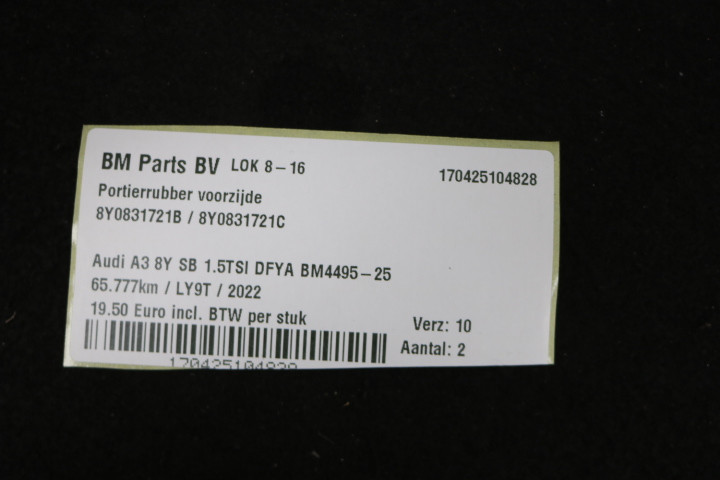 BM Parts BV LOK 8-16 170425104828
Portierrubber voorzijde
8Y0831721B / 8Y0831721C
Audi A3 8Y SB 1.5TSI DFYA BM4495-25
65.777km / LY9T / 2022
19.50 Euro incl. BTW per stuk
Verz: 10
Aantal: 2
170425104828